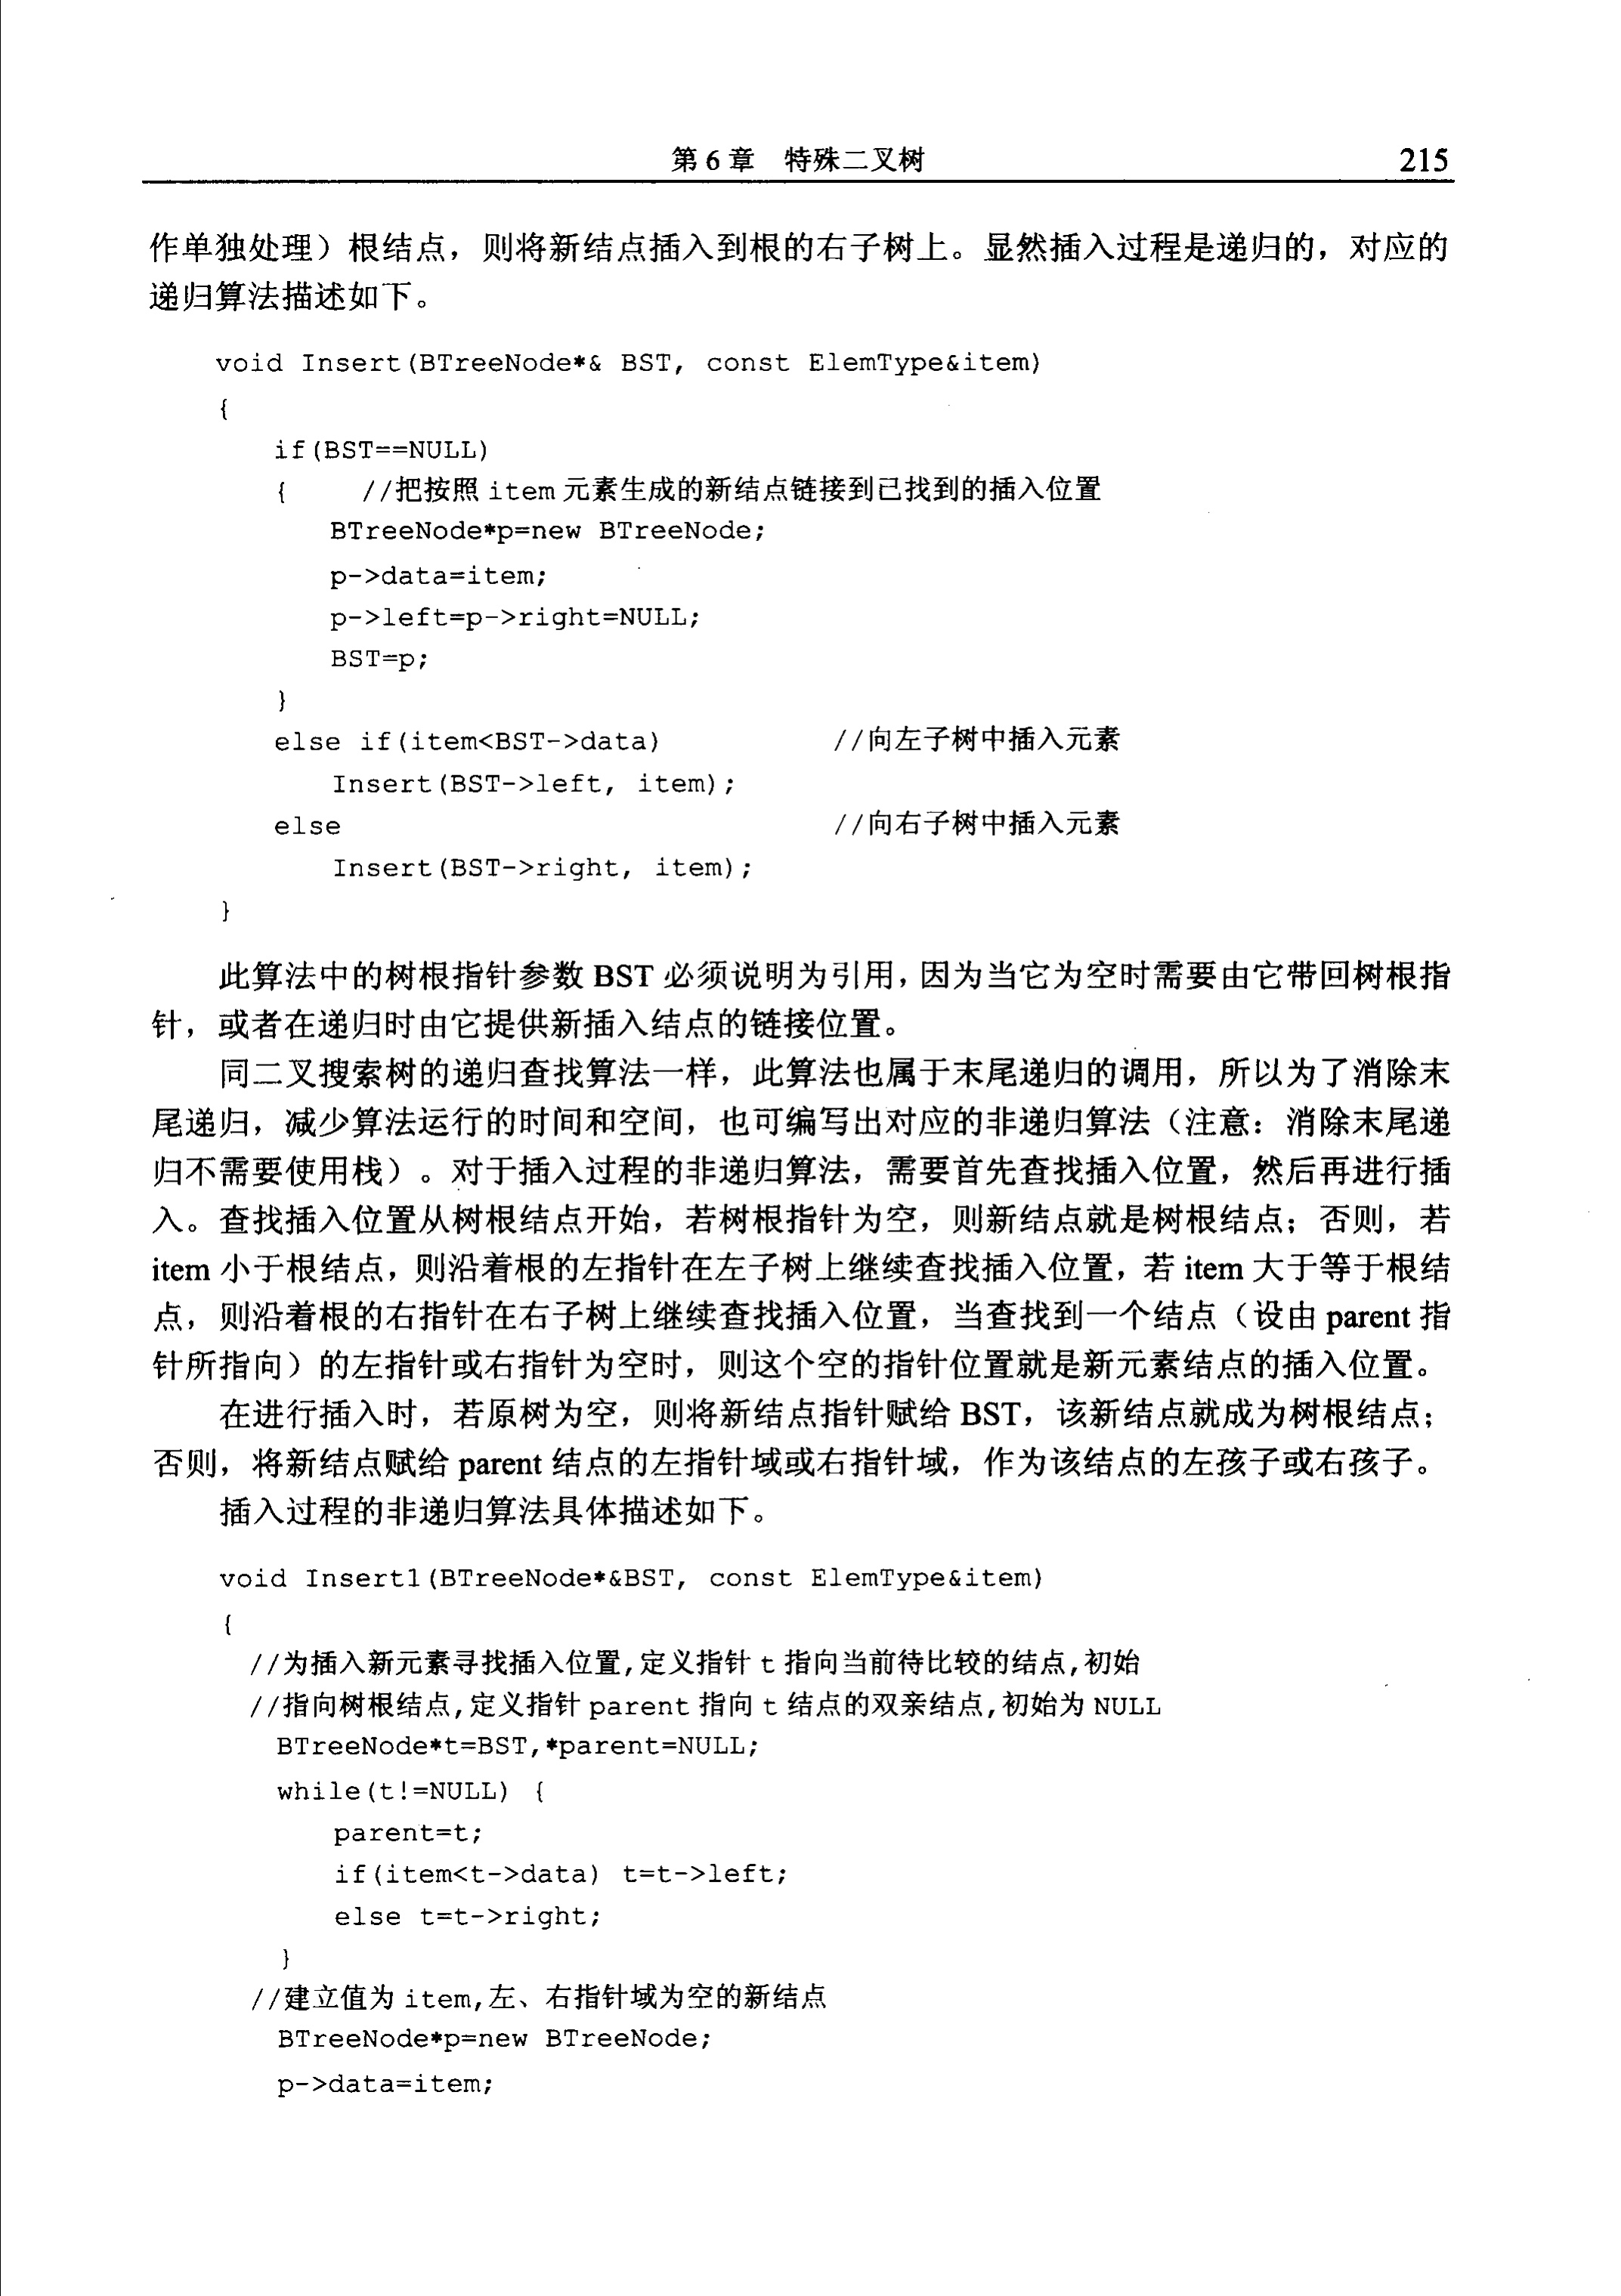 第 6 章　特殊二叉树　215
作单独处理）根结点，则将新结点插入到根的右子树上。显然插入过程是递归的，对应的
递归算法描述如下。
void Insert(BTreeNode*& BST, const ElemType&item)
{
if(BST==NULL)
{ //把按照 item 元素生成的新结点链接到已找到的插入位置
BTreeNode*p=new BTreeNode;
p->data=item;
p->left=p->right=NULL;
BST=p;
}
else if(item<BST->data) //向左子树中插入元素
Insert(BST->left, item);
else //向右子树中插入元素
Insert(BST->right, item);
}
此算法中的树根指针参数 BST 必须说明为引用，因为当它为空时需要由它带回树根指
针，或者在递归时由它提供新插入结点的链接位置。
同二叉搜索树的递归查找算法一样，此算法也属于末尾递归的调用，所以为了消除末
尾递归，减少算法运行的时间和空间，也可编写出对应的非递归算法（注意：消除末尾递
归不需要使用栈）。对于插入过程的非递归算法，需要首先查找插入位置，然后再进行插
入。查找插入位置从树根结点开始，若树根指针为空，则新结点就是树根结点；否则，若
item 小于根结点，则沿着根的左指针在左子树上继续查找插入位置，若 item 大于等于根结
点，则沿着根的右指针在右子树上继续查找插入位置，当查找到一个结点（设由 parent 指
针所指向）的左指针或右指针为空时，则这个空的指针位置就是新元素结点的插入位置。
在进行插入时，若原树为空，则将新结点指针赋给 BST，该新结点就成为树根结点；
否则，将新结点赋给 parent 结点的左指针域或右指针域，作为该结点的左孩子或右孩子。
插入过程的非递归算法具体描述如下。
void Insert1(BTreeNode*&BST, const ElemType&item)
{
//为插入新元素寻找插入位置,定义指针 t 指向当前待比较的结点,初始
//指向树根结点,定义指针 parent 指向 t 结点的双亲结点,初始为 NULL
BTreeNode*t=BST,*parent=NULL;
while(t!=NULL) {
parent=t;
if(item<t->data) t=t->left;
else t=t->right;
}
//建立值为 item,左、右指针域为空的新结点
BTreeNode*p=new BTreeNode;
p->data=item;